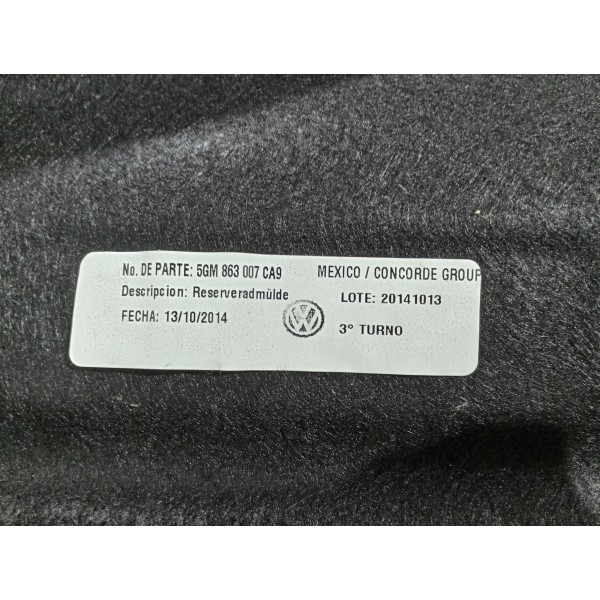 No. DE PARTE: 5GM 863 007 CA9 MEXICO / CONCORDE GROUP
Descripcion: Reserveradmülde LOTE: 20141013
FECHA: 13/10/2014 3° TURNO